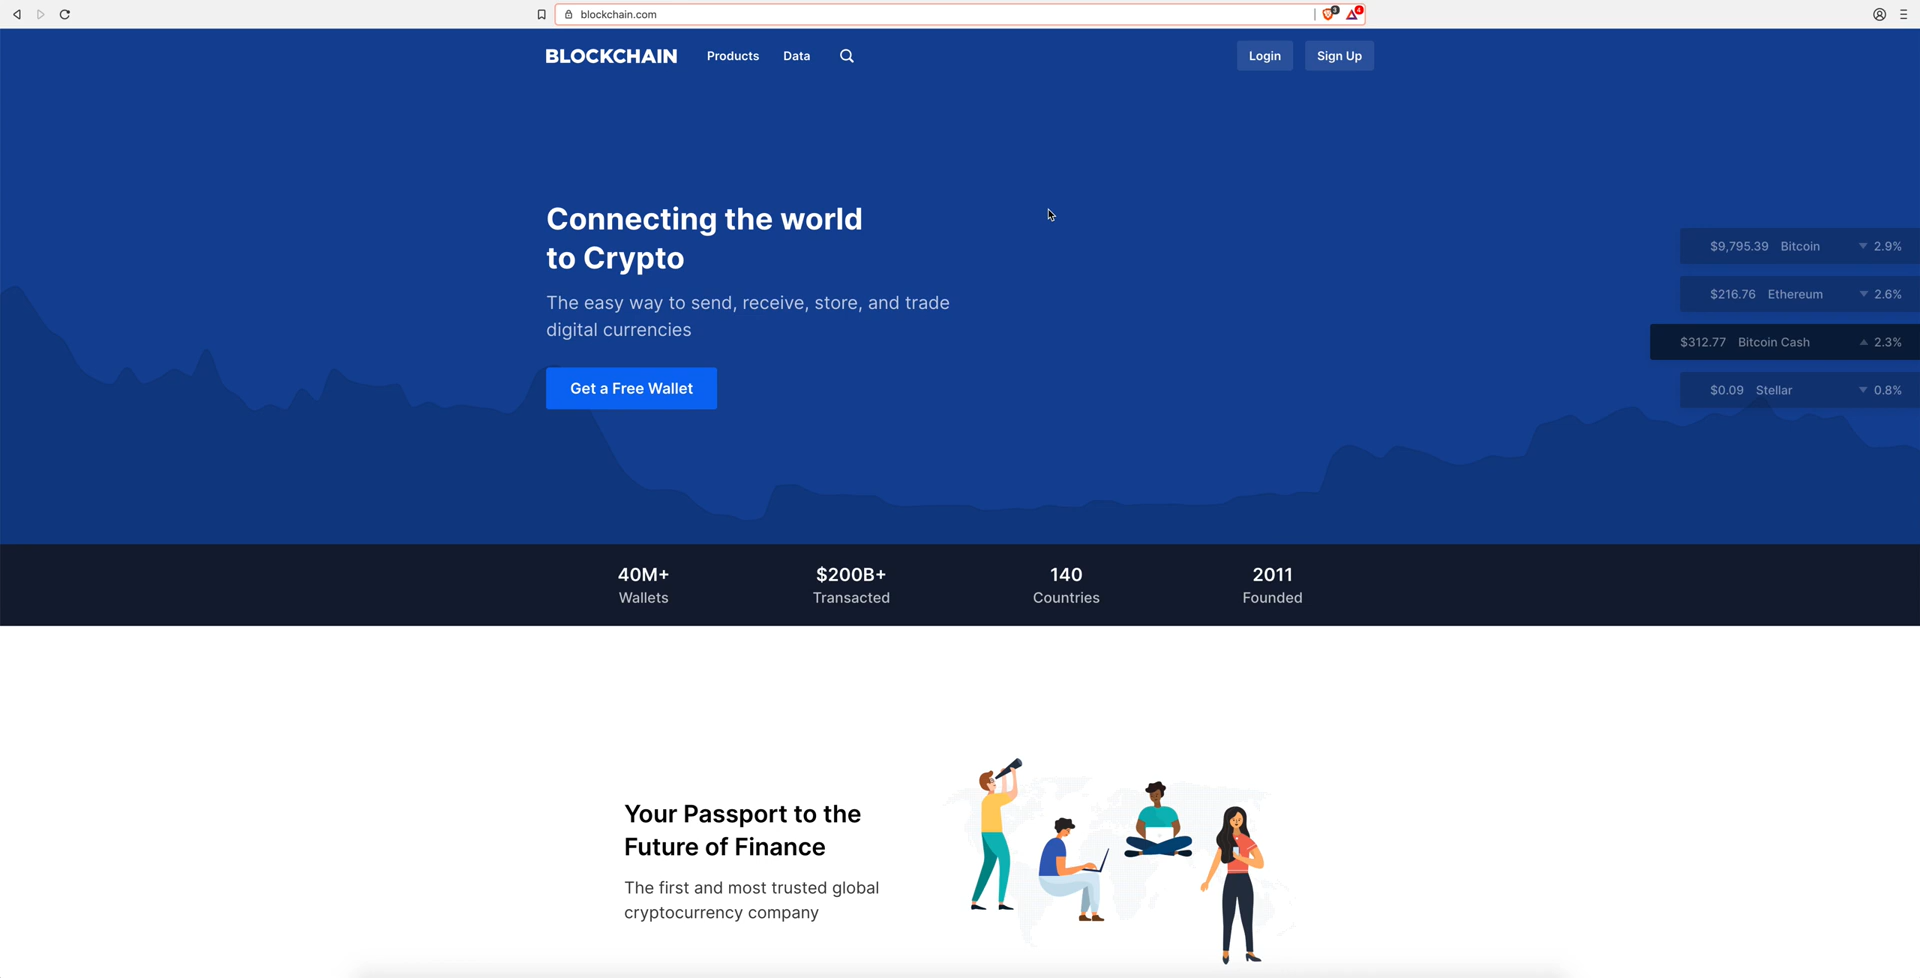 blockchain.com
3
4
BLOCKCHAIN Products Data
Login Sign Up
Connecting the world
to Crypto
The easy way to send, receive, store, and trade
digital currencies
Get a Free Wallet
$9,795.39 Bitcoin 2.9%
$216.76 Ethereum 2.6%
$312.77 Bitcoin Cash 2.3%
$0.09 Stellar 0.8%
40M+ $200B+ 140 2011
Wallets Transacted Countries Founded
Your Passport to the
Future of Finance
The first and most trusted global
cryptocurrency company